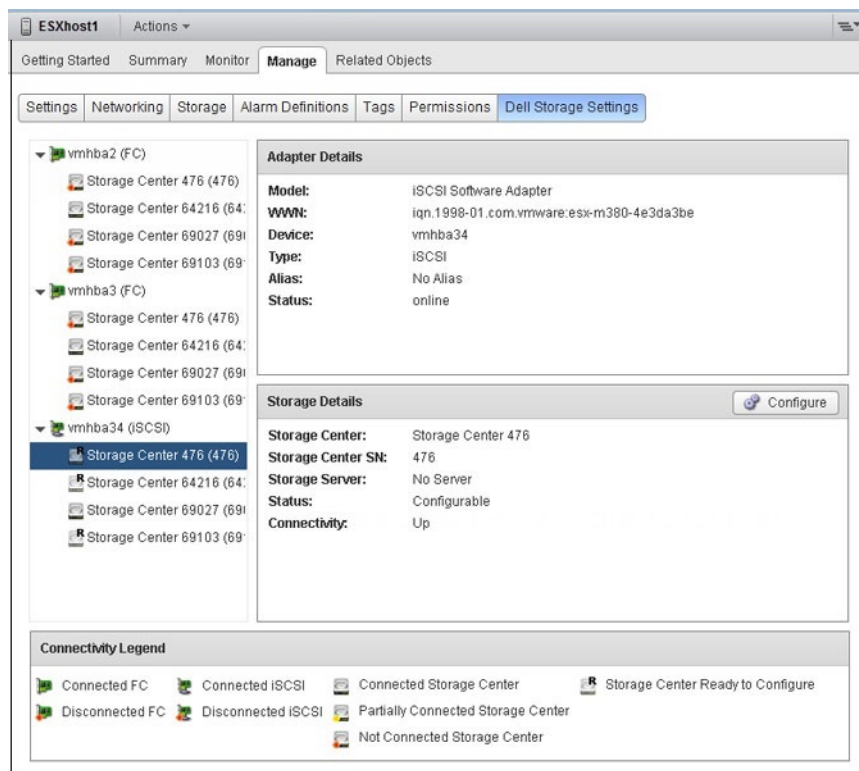 ESXhost1 Actions
Getting Started Summary Monitor Manage Related Objects
Settings Networking Storage Alarm Definitions Tags Permissions Dell Storage Settings
vmhba2 (FC)
Storage Center 476 (476)
Storage Center 64216 (64
Storage Center 69027 (69
Storage Center 69103 (69
vmhba3 (FC)
Storage Center 476 (476)
Storage Center 64216 (64
Storage Center 69027 (69
Storage Center 69103 (69
vmhba34 (iSCSI)
R Storage Center 476 (476)
R Storage Center 64216 (64
Storage Center 69027 (69
R Storage Center 69103 (69
Adapter Details
Model: iSCSI Software Adapter
WWN: iqn.1998-01.com.vmware:esx-m380-4e3da3be
Device: vmhba34
Type: iSCSI
Alias: No Alias
Status: online
Storage Details Configure
Storage Center: Storage Center 476
Storage Center SN: 476
Storage Server: No Server
Status: Configurable
Connectivity: Up
Connectivity Legend
Connected FC Connected iSCSI Connected Storage Center R Storage Center Ready to Configure
Disconnected FC Disconnected iSCSI Partially Connected Storage Center
Not Connected Storage Center